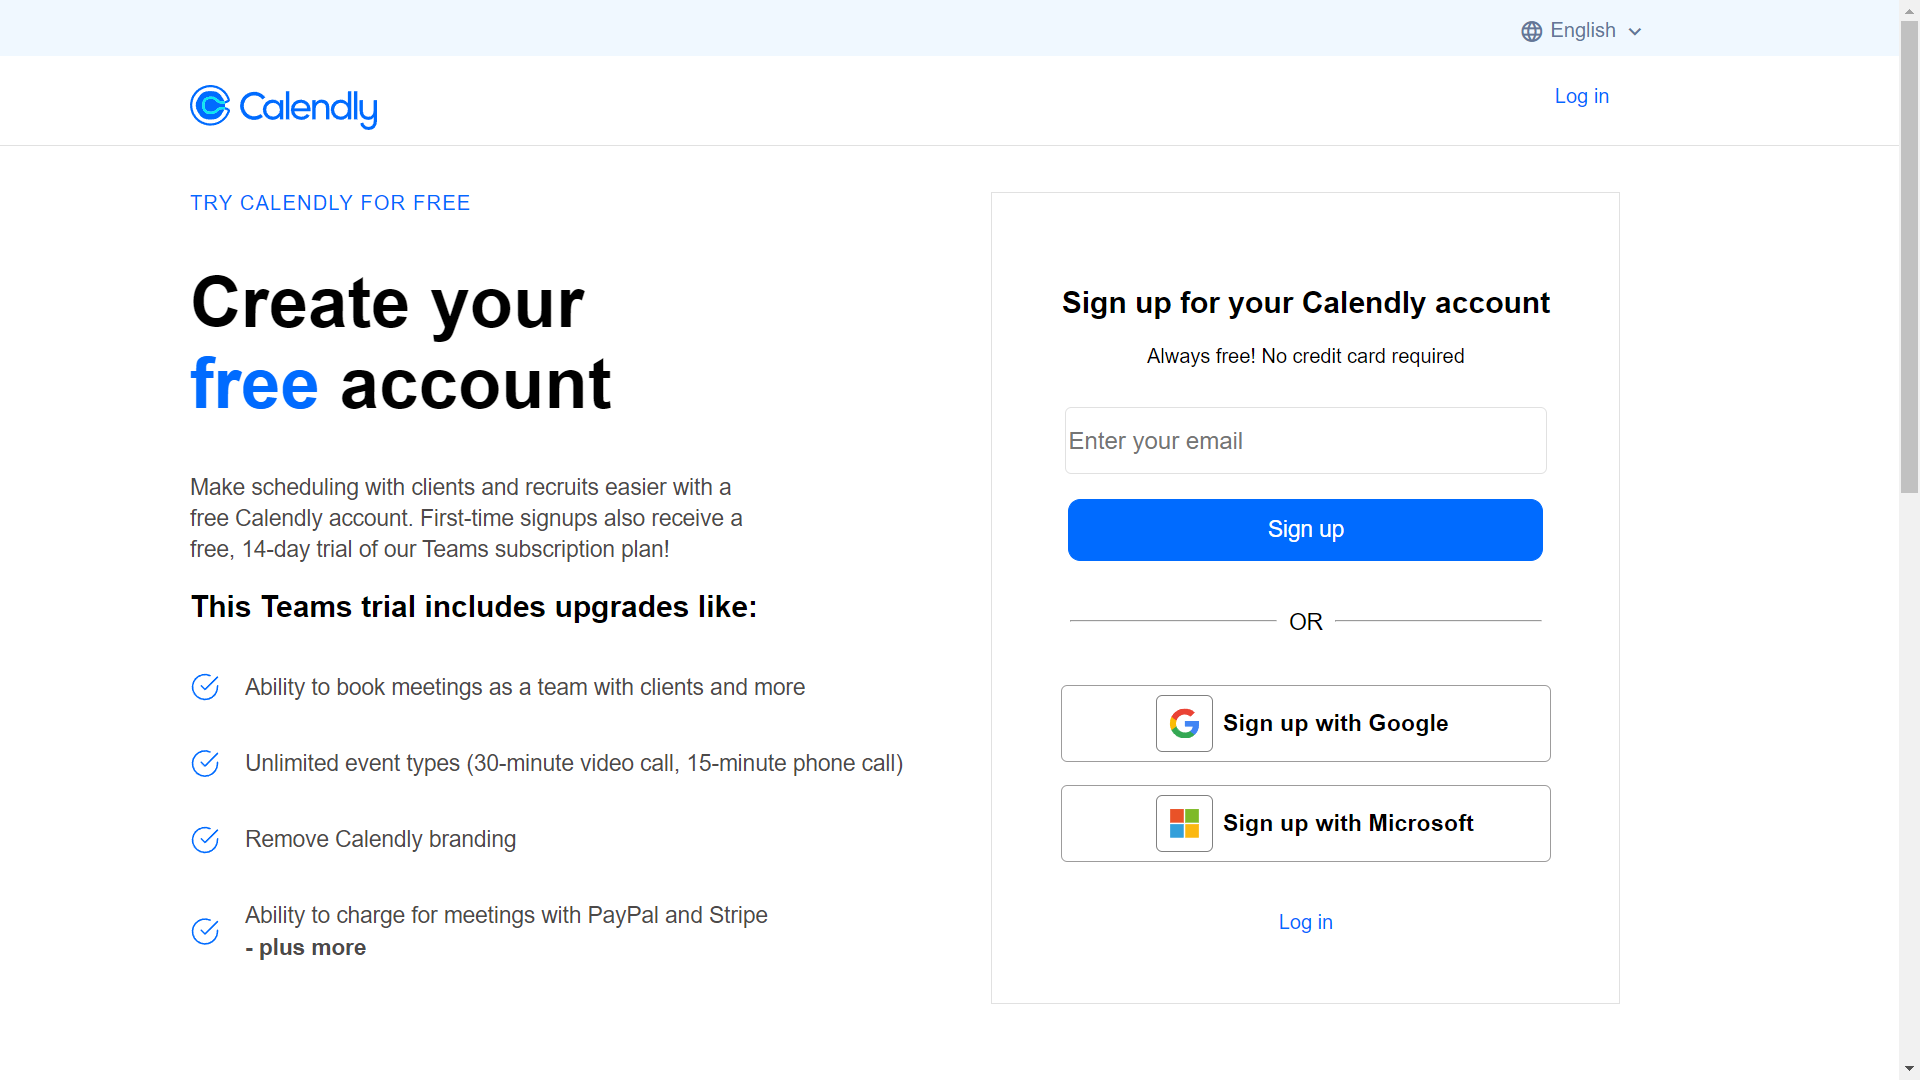 English
Calendly
Log in
TRY CALENDLY FOR FREE
Create your
free account
Make scheduling with clients and recruits easier with a
free Calendly account. First-time signups also receive a
free, 14-day trial of our Teams subscription plan!
This Teams trial includes upgrades like:
Ability to book meetings as a team with clients and more
Unlimited event types (30-minute video call, 15-minute phone call)
Remove Calendly branding
Ability to charge for meetings with PayPal and Stripe
- plus more
Sign up for your Calendly account
Always free! No credit card required
Enter your email
Sign up
OR
Sign up with Google
Sign up with Microsoft
Log in